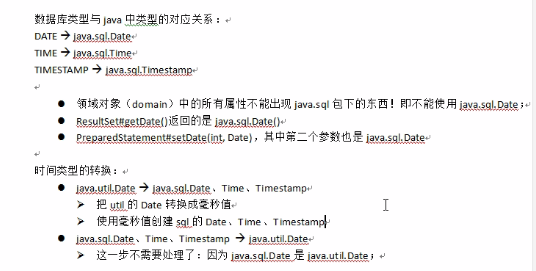 数据库类型与 java 中类型的对应关系：
DATE → java.sql.Date
TIME → java.sql.Time
TIMESTAMP → java.sql.Timestamp
● 领域对象（domain）中的所有属性不能出现 java.sql 包下的东西！即不能使用 java.sql.Date；
● ResultSet#getDate()返回的是 java.sql.Date()
● PreparedStatement#setDate(int, Date)，其中第二个参数也是 java.sql.Date
时间类型的转换：
● java.util.Date → java.sql.Date、Time、Timestamp
➢ 把 util 的 Date 转换成毫秒值
➢ 使用毫秒值创建 sql 的 Date、Time、Timestamp
● java.sql.Date、Time、Timestamp → java.util.Date
➢ 这一步不需要处理了：因为 java.sql.Date 是 java.util.Date；